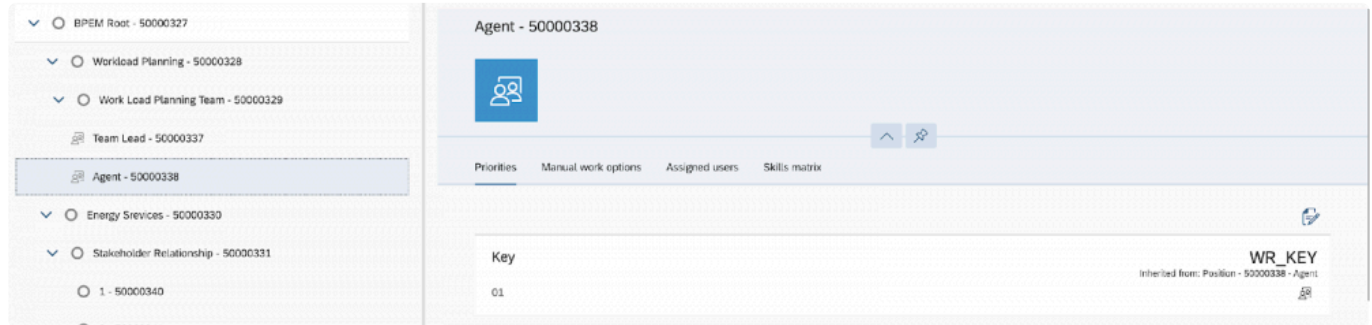 BPEM Root - 50000327
Workload Planning - 50000328
Work Load Planning Team - 50000329
Team Lead - 50000337
Agent - 50000338
Energy Srevices - 50000330
Stakeholder Relationship - 50000331
1 - 50000340
Agent - 50000338
Priorities Manual work options Assigned users Skills matrix
Key WR_KEY
Inherited from: Position - 50000338 - Agent
01